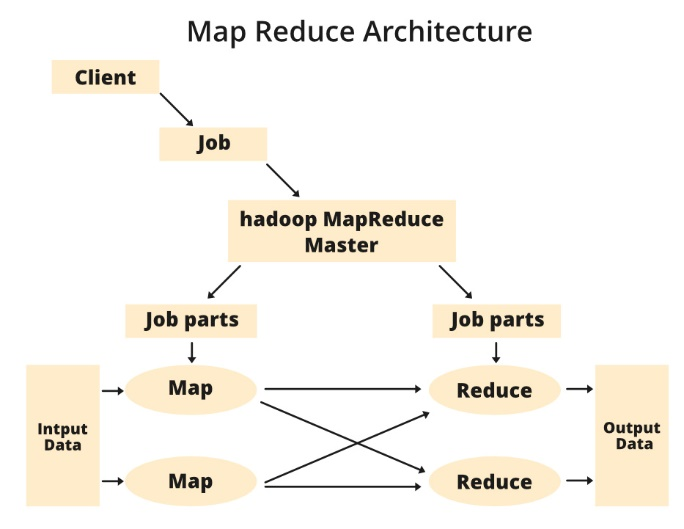 Map Reduce Architecture
Client
Job
hadoop MapReduce
Master
Job parts
Job parts
Map
Reduce
Intput
Data
Output
Data
Map
Reduce